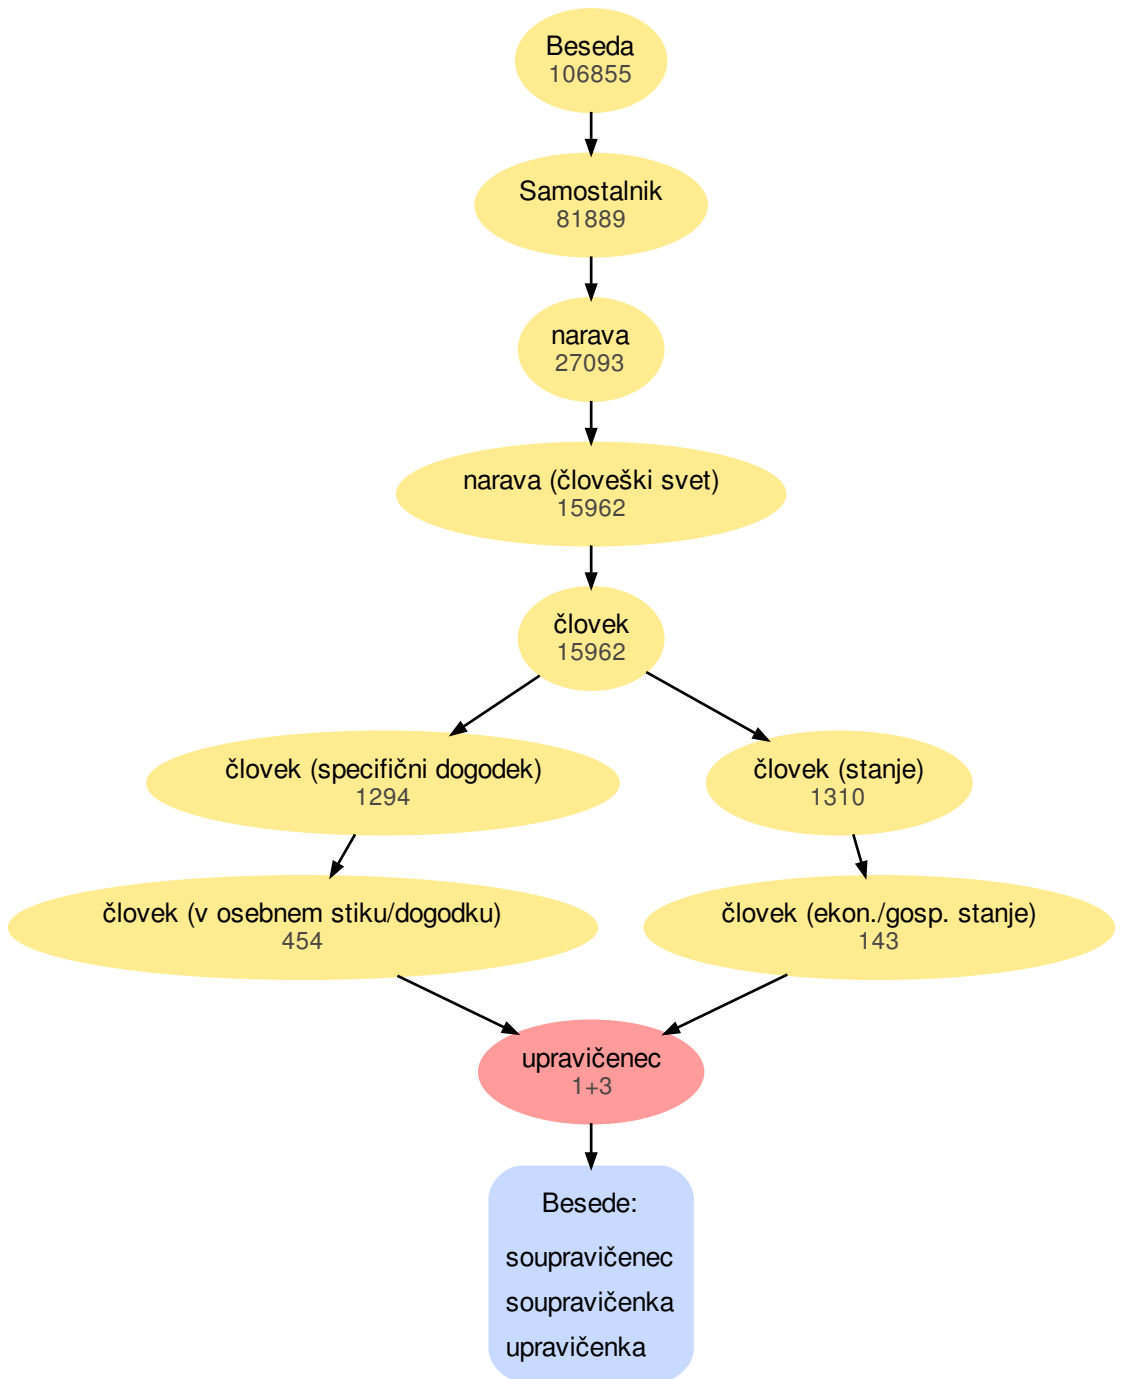 Beseda
106855
Samostalnik
81889
narava
27093
narava (človeški svet)
15962
človek
15962
človek (specifični dogodek)
1294
človek (stanje)
1310
človek (v osebnem stiku/dogodku)
454
človek (ekon./gosp. stanje)
143
upravičenec
1+3
Besede:
soupravičenec
soupravičenka
upravičenka